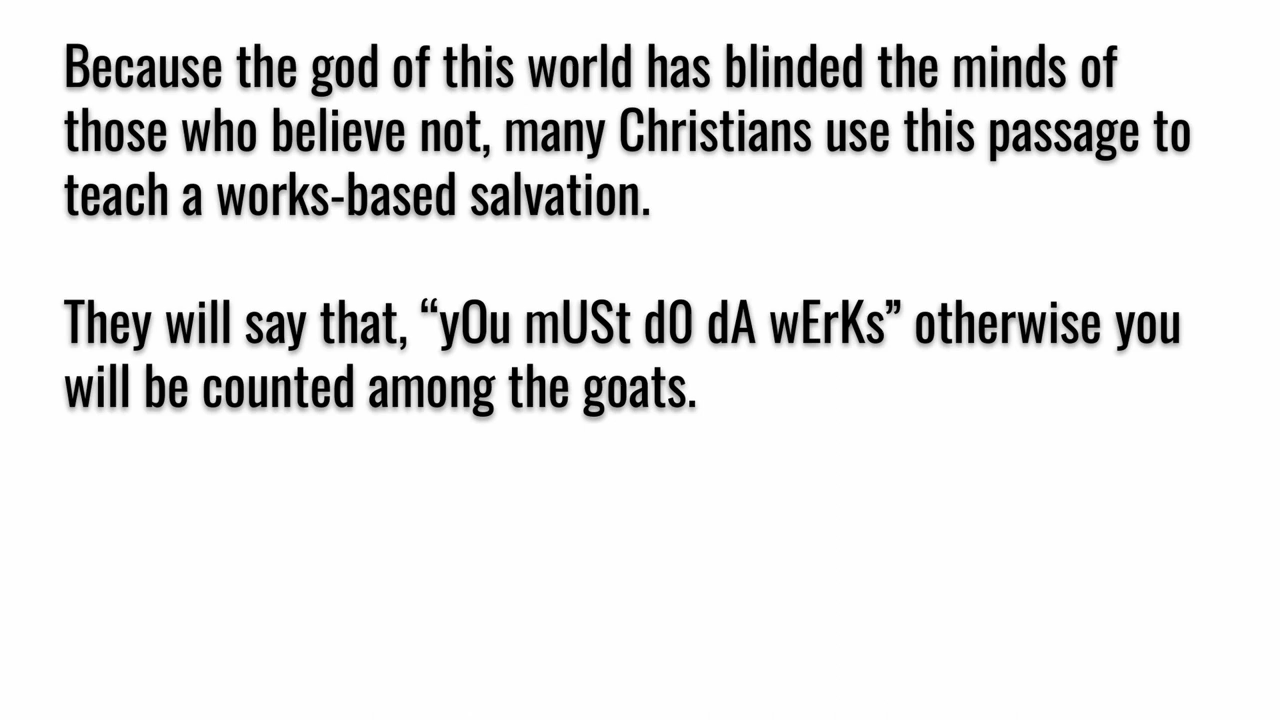 Because the god of this world has blinded the minds of
those who believe not, many Christians use this passage to
teach a works-based salvation.
They will say that, “yOu mUSt dO dA wErKs” otherwise you
will be counted among the goats.